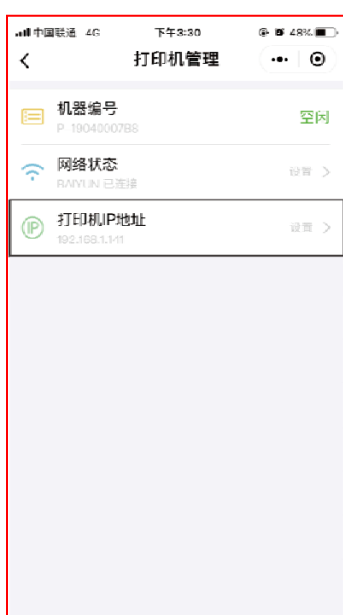 中国联通 4G 下午3:30 48%
打印机管理
机器编号
空闲
网络状态
设置
已连接
打印机IP地址
IP
设置
192.168.1.141